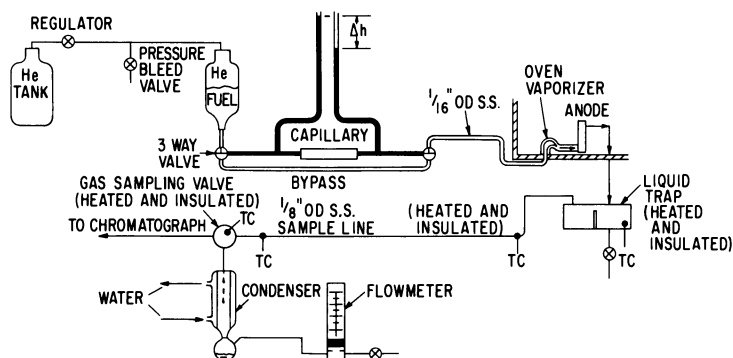 REGULATOR
He
TANK
PRESSURE
BLEED
VALVE
He
FUEL
Δh
CAPILLARY
3 WAY
VALVE
BYPASS
1/16" OD S.S.
OVEN
VAPORIZER
ANODE
GAS SAMPLING VALVE
(HEATED AND INSULATED)
TC
TO CHROMATOGRAPH
1/8" OD S.S.
SAMPLE LINE
TC
(HEATED AND
INSULATED)
TC
LIQUID
TRAP
(HEATED
AND
INSULATED)
TC
WATER
CONDENSER
FLOWMETER